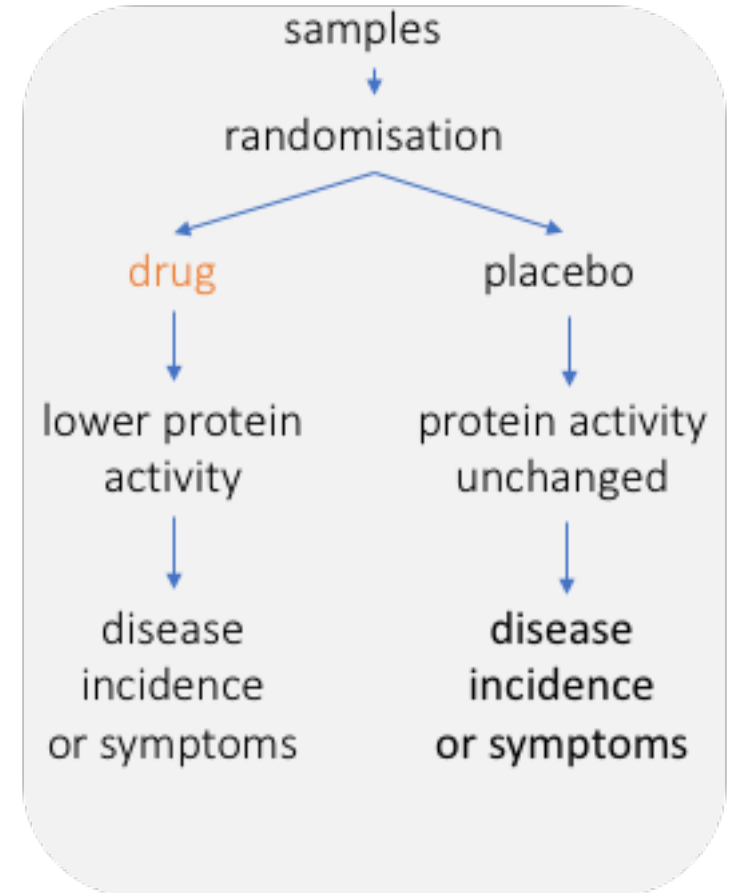 samples
randomisation
drug
placebo
lower protein
activity
protein activity
unchanged
disease
incidence
or symptoms
disease
incidence
or symptoms